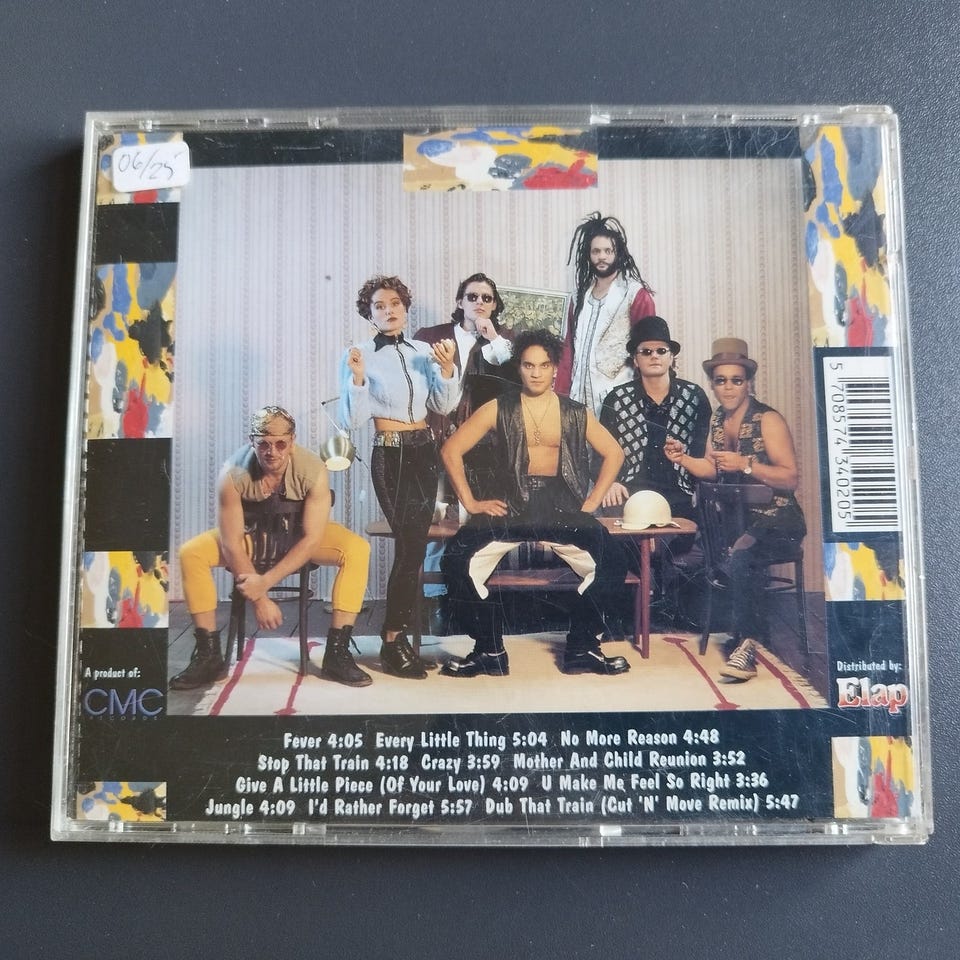 06/25
5 708574 340205
A product of:
CMC
RECORDS
Distributed by:
Elap
Fever 4:05 Every Little Thing 5:04 No More Reason 4:48
Stop That Train 4:18 Crazy 3:59 Mother And Child Reunion 3:52
Give A Little Piece (Of Your Love) 4:09 U Make Me Feel So Right 3:36
Jungle 4:09 I'd Rather Forget 5:57 Dub That Train (Cut 'N' Move Remix) 5:47